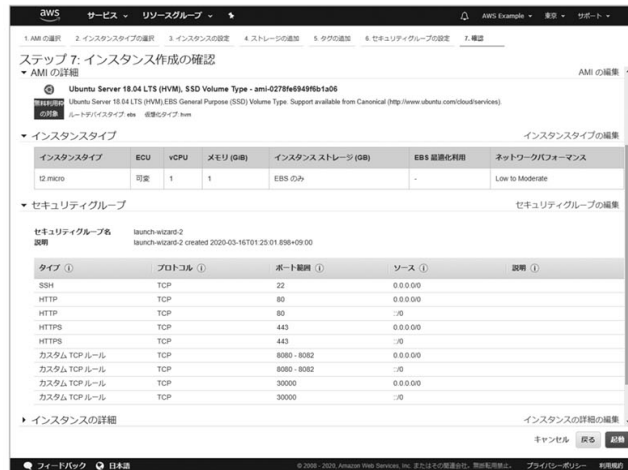 aws サービス リソースグループ AWS Example 東京 サポート
1. AMI の選択 2. インスタンスタイプの選択 3. インスタンスの設定 4. ストレージの追加 5. タグの追加 6. セキュリティグループの設定 7. 確認
ステップ 7: インスタンス作成の確認
AMI の詳細 AMI の編集
Ubuntu Server 18.04 LTS (HVM), SSD Volume Type - ami-0278fe6949f6b1a06
無料利用枠の対象 Ubuntu Server 18.04 LTS (HVM),EBS General Purpose (SSD) Volume Type. Support available from Canonical (http://www.ubuntu.com/cloud/services).
ルートデバイスタイプ: ebs 仮想化タイプ: hvm
インスタンスタイプ インスタンスタイプの編集
インスタンスタイプ ECU vCPU メモリ (GiB) インスタンス ストレージ (GB) EBS 最適化利用 ネットワークパフォーマンス
t2.micro 可変 1 1 EBS のみ - Low to Moderate
セキュリティグループ セキュリティグループの編集
セキュリティグループ名 launch-wizard-2
説明 launch-wizard-2 created 2020-03-16T01:25:01.896+09:00
タイプ プロトコル ポート範囲 ソース 説明
SSH TCP 22 0.0.0.0/0
HTTP TCP 80 0.0.0.0/0
HTTP TCP 80 ::/0
HTTPS TCP 443 0.0.0.0/0
HTTPS TCP 443 ::/0
カスタム TCP ルール TCP 8080 - 8082 0.0.0.0/0
カスタム TCP ルール TCP 8080 - 8082 ::/0
カスタム TCP ルール TCP 30000 0.0.0.0/0
カスタム TCP ルール TCP 30000 ::/0
インスタンスの詳細 インスタンスの詳細の編集
キャンセル 戻る 起動
フィードバック 日本語 © 2008 - 2020, Amazon Web Services, Inc. またはその関連会社。無断転用禁止。 プライバシーポリシー 利用規約